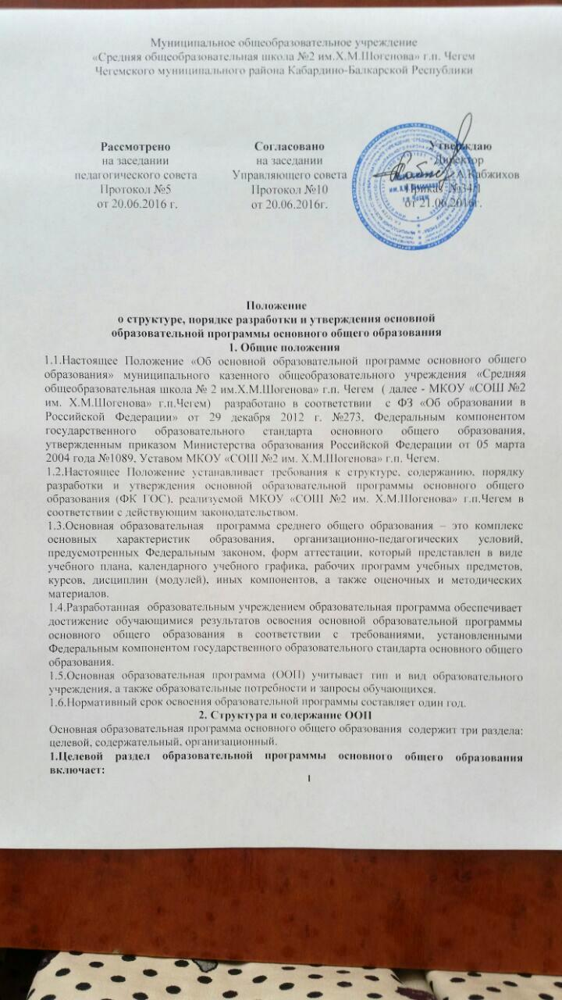 Муниципальное общеобразовательное учреждение
«Средняя общеобразовательная школа №2 им.Х.М.Шогенова» г.п. Чегем
Чегемского муниципального района Кабардино-Балкарской Республики
Рассмотрено
на заседании
педагогического совета
Протокол №5
от 20.06.2016 г.
Согласовано
на заседании
Управляющего совета
Протокол №10
от 20.06.2016г.
Утверждаю
Директор
А.Кабжихов
Приказ №34/1
от 21.06.2016г.
Положение
о структуре, порядке разработки и утверждения основной
образовательной программы основного общего образования
1. Общие положения
1.1.Настоящее Положение «Об основной образовательной программе основного общего
образования» муниципального казенного общеобразовательного учреждения «Средняя
общеобразовательная школа № 2 им.Х.М.Шогенова» г.п. Чегем ( далее - МКОУ «СОШ №2
им. Х.М.Шогенова» г.п.Чегем) разработано в соответствии с ФЗ «Об образовании в
Российской Федерации» от 29 декабря 2012 г. №273, Федеральным компонентом
государственного образовательного стандарта основного общего образования,
утвержденным приказом Министерства образования Российской Федерации от 05 марта
2004 года №1089, Уставом МКОУ «СОШ №2 им. Х.М.Шогенова» г.п. Чегем.
1.2.Настоящее Положение устанавливает требования к структуре, содержанию, порядку
разработки и утверждения основной образовательной программы основного общего
образования (ФК ГОС), реализуемой МКОУ «СОШ №2 им. Х.М.Шогенова» г.п.Чегем в
соответствии с действующим законодательством.
1.3.Основная образовательная программа среднего общего образования – это комплекс
основных характеристик образования, организационно-педагогических условий,
предусмотренных Федеральным законом, форм аттестации, который представлен в виде
учебного плана, календарного учебного графика, рабочих программ учебных предметов,
курсов, дисциплин (модулей), иных компонентов, а также оценочных и методических
материалов.
1.4.Разработанная образовательным учреждением образовательная программа обеспечивает
достижение обучающимися результатов освоения основной образовательной программы
основного общего образования в соответствии с требованиями, установленными
Федеральным компонентом государственного образовательного стандарта основного общего
образования.
1.5.Основная образовательная программа (ООП) учитывает тип и вид образовательного
учреждения, а также образовательные потребности и запросы обучающихся.
1.6.Нормативный срок освоения образовательной программы составляет один год.
2. Структура и содержание ООП
Основная образовательная программа основного общего образования содержит три раздела:
целевой, содержательный, организационный.
1.Целевой раздел образовательной программы основного общего образования
включает:
1